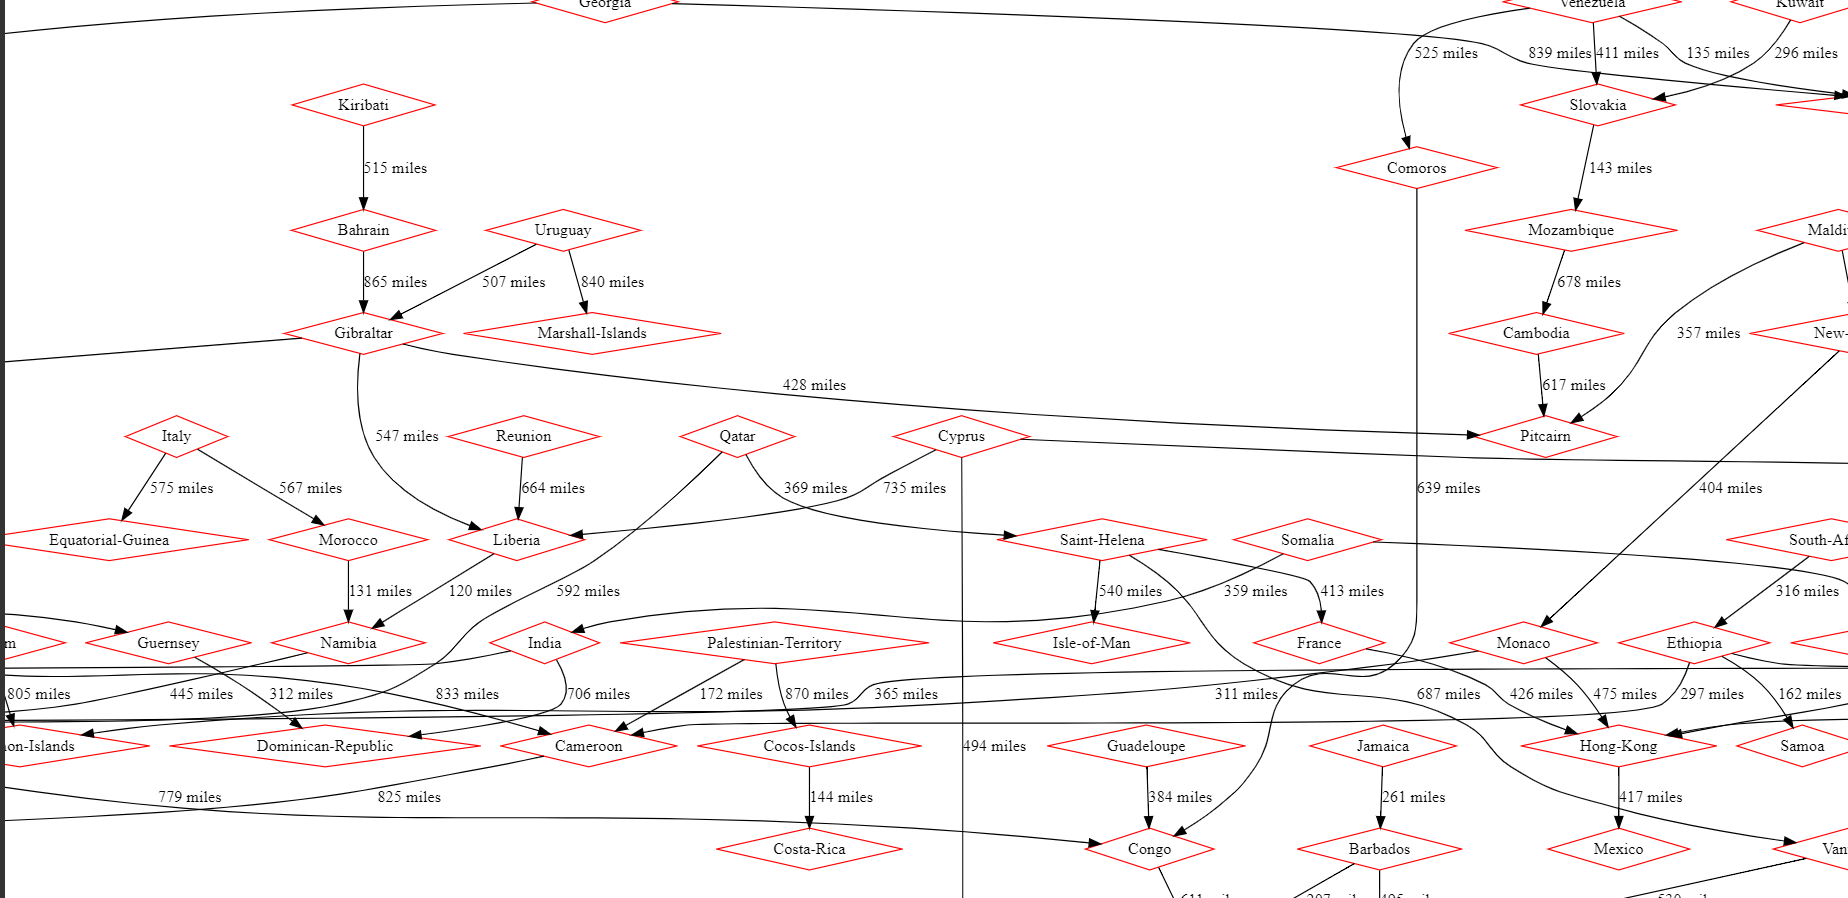 Georgia
Venezuela
Kuwait
525 miles
839 miles
411 miles
135 miles
296 miles
Kiribati
Slovakia
515 miles
Comoros
143 miles
Bahrain
Uruguay
Mozambique
Maldi
865 miles
507 miles
840 miles
678 miles
Gibraltar
Marshall-Islands
Cambodia
357 miles
New-
428 miles
617 miles
Italy
547 miles
Reunion
Qatar
Cyprus
Pitcairn
575 miles
567 miles
664 miles
369 miles
735 miles
639 miles
404 miles
Equatorial-Guinea
Morocco
Liberia
Saint-Helena
Somalia
South-Af
131 miles
120 miles
592 miles
540 miles
359 miles
413 miles
316 miles
m
Guernsey
Namibia
India
Palestinian-Territory
Isle-of-Man
France
Monaco
Ethiopia
805 miles
445 miles
312 miles
833 miles
706 miles
172 miles
870 miles
365 miles
311 miles
687 miles
426 miles
475 miles
297 miles
162 miles
non-Islands
Dominican-Republic
Cameroon
Cocos-Islands
494 miles
Guadeloupe
Jamaica
Hong-Kong
Samoa
779 miles
825 miles
144 miles
384 miles
261 miles
417 miles
Costa-Rica
Congo
Barbados
Mexico
Van